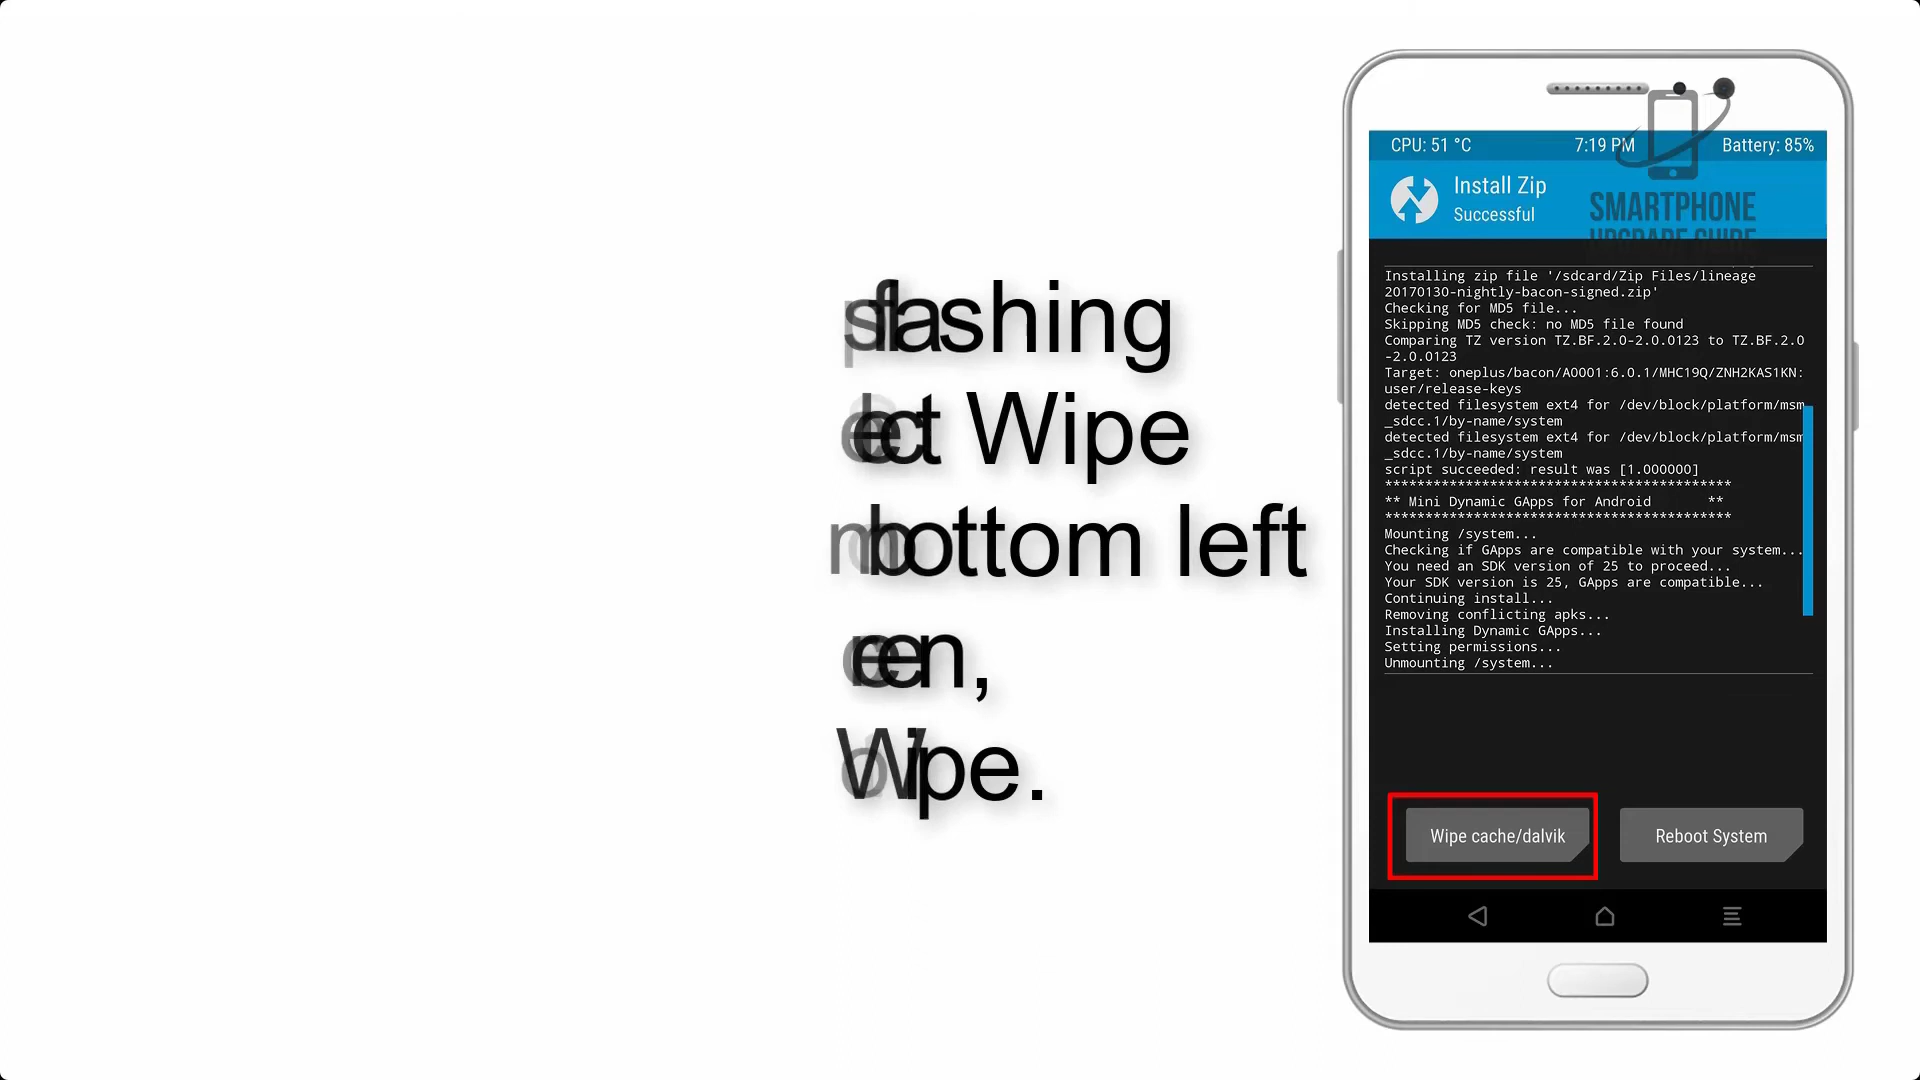 flashing
Wipe
bottom left
Wipe.
CPU: 51 °C
7:19 PM
Battery: 85%
Install Zip
Successful
SMARTPHONE
UPGRADE GUIDE
Installing zip file '/sdcard/Zip Files/lineage
20170130-nightly-bacon-signed.zip'
Checking for MD5 file...
Skipping MD5 check: no MD5 file found
Comparing TZ version TZ.BF.2.0-2.0.0123 to TZ.BF.2.0
-2.0.0123
Target: oneplus/bacon/A0001:6.0.1/MHC19Q/ZNH2KAS1KN:
user/release-keys
detected filesystem ext4 for /dev/block/platform/msm
_sdcc.1/by-name/system
detected filesystem ext4 for /dev/block/platform/msm
_sdcc.1/by-name/system
script succeeded: result was [1.000000]
*******************************************
** Mini Dynamic GApps for Android       **
*******************************************
Mounting /system...
Checking if GApps are compatible with your system...
You need an SDK version of 25 to proceed...
Your SDK version is 25, GApps are compatible...
Continuing install...
Removing conflicting apks...
Installing Dynamic GApps...
Setting permissions...
Unmounting /system...
Wipe cache/dalvik
Reboot System